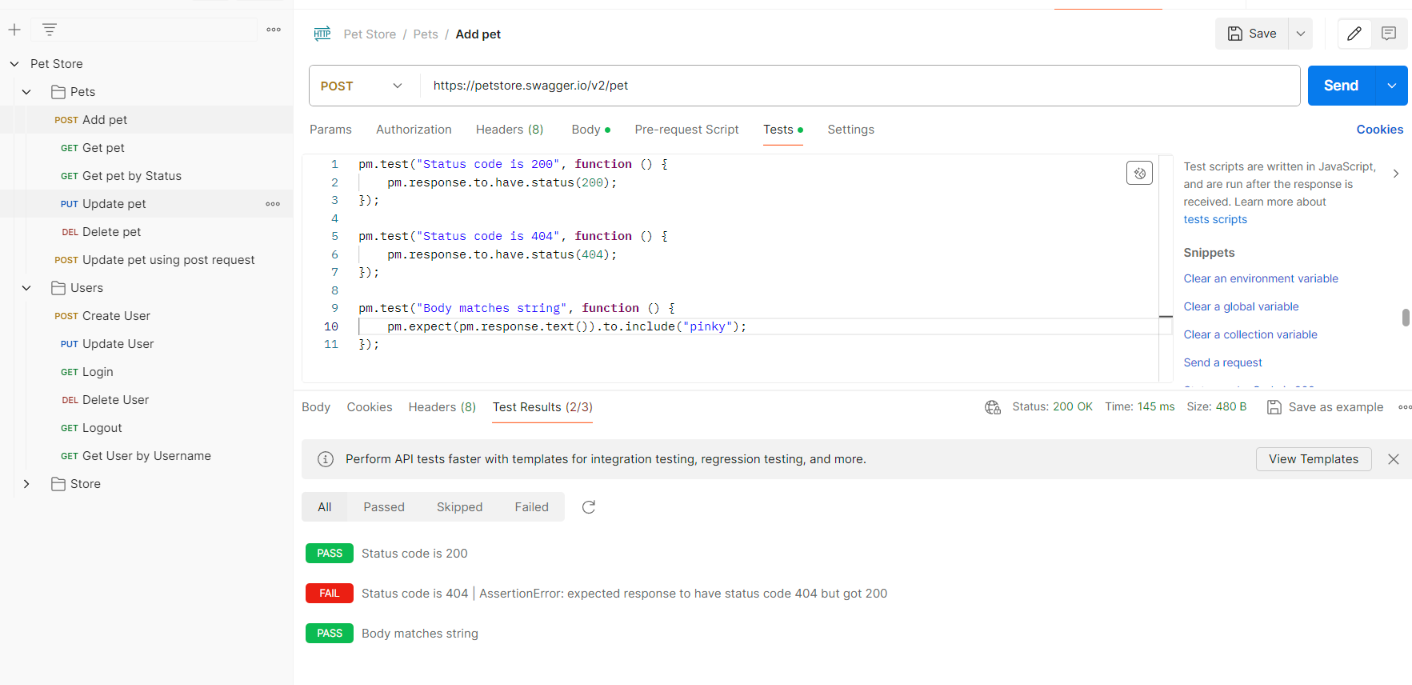 Pet Store
Pets
POST Add pet
GET Get pet
GET Get pet by Status
PUT Update pet
DEL Delete pet
POST Update pet using post request
Users
POST Create User
PUT Update User
GET Login
DEL Delete User
GET Logout
GET Get User by Username
Store
HTTP Pet Store / Pets / Add pet
Save
POST https://petstore.swagger.io/v2/pet
Send
Params Authorization Headers (8) Body Pre-request Script Tests Settings
Cookies
1 pm.test("Status code is 200", function () {
2 pm.response.to.have.status(200);
3 });
4
5 pm.test("Status code is 404", function () {
6 pm.response.to.have.status(404);
7 });
8
9 pm.test("Body matches string", function () {
10 pm.expect(pm.response.text()).to.include("pinky");
11 });
Test scripts are written in JavaScript,
and are run after the response is
received. Learn more about
tests scripts
Snippets
Clear an environment variable
Clear a global variable
Clear a collection variable
Send a request
Body Cookies Headers (8) Test Results (2/3)
Status: 200 OK Time: 145 ms Size: 480 B Save as example
Perform API tests faster with templates for integration testing, regression testing, and more.
View Templates
All Passed Skipped Failed
PASS Status code is 200
FAIL Status code is 404 | AssertionError: expected response to have status code 404 but got 200
PASS Body matches string